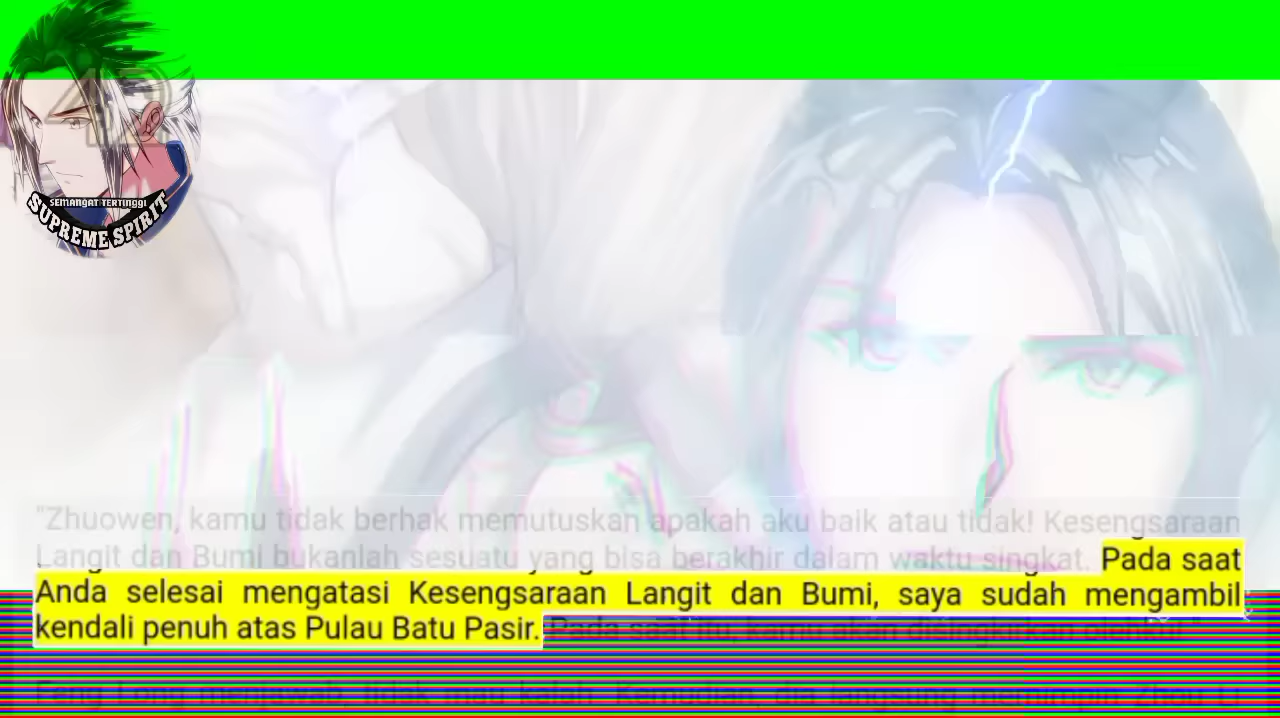 42
SEMANGAT TERTINGGI
SUPREME SPIRIT
"Zhuowen, kamu tidak berhak memutuskan apakah aku baik atau tidak! Kesengsaraan
Langit dan Bumi bukanlah sesuatu yang bisa berakhir dalam waktu singkat. Pada saat
Anda selesai mengatasi Kesengsaraan Langit dan Bumi, saya sudah mengambil
kendali penuh atas Pulau Batu Pasir. Pada saat itu, kamu akan disingkirkan olehku!"
Feng Long menjawab, tidak mau kalah. Kemudian, dia langsung memimpin Zhou Li